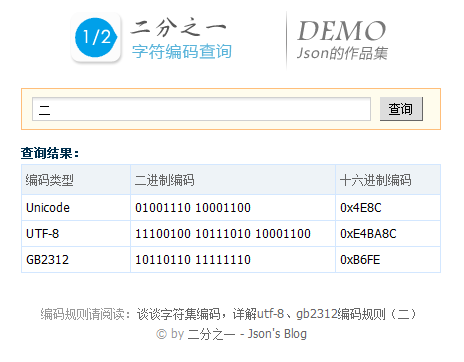 1/2 二分之一 DEMO
字符编码查询 Json的作品集
二 查询
查询结果：
编码类型 二进制编码 十六进制编码
Unicode 01001110 10001100 0x4E8C
UTF-8 11100100 10111010 10001100 0xE4BA8C
GB2312 10110110 11111110 0xB6FE
编码规则请阅读：谈谈字符集编码，详解utf-8、gb2312编码规则（二）
© by 二分之一 - Json's Blog